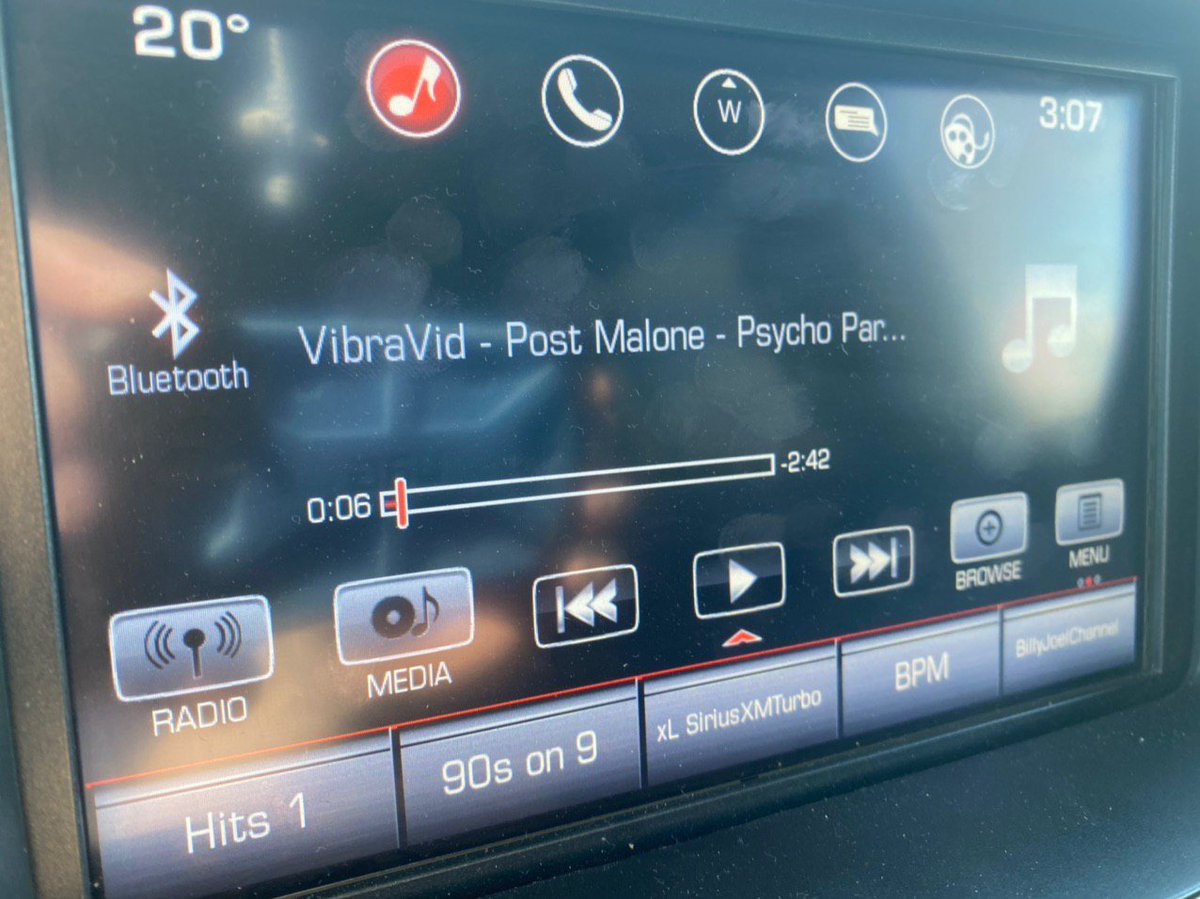 20°
W
3:07
Bluetooth
VibraVid - Post Malone - Psycho Par...
0:06
-2:42
RADIO
MEDIA
BROWSE
MENU
Hits 1
90s on 9
xL SiriusXMTurbo
BPM
BillyJoelChannel